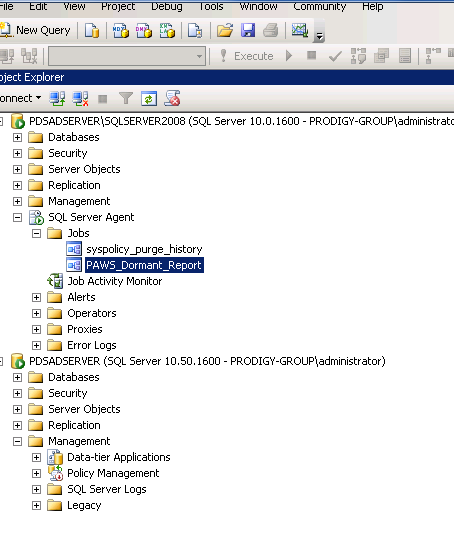 File Edit View Project Debug Tools Window Community Help
New Query
Execute
Object Explorer
Connect
PDSADSERVER\SQLSERVER2008 (SQL Server 10.0.1600 - PRODIGY-GROUP\administrato
Databases
Security
Server Objects
Replication
Management
SQL Server Agent
Jobs
syspolicy_purge_history
PAWS_Dormant_Report
Job Activity Monitor
Alerts
Operators
Proxies
Error Logs
PDSADSERVER (SQL Server 10.50.1600 - PRODIGY-GROUP\administrator)
Databases
Security
Server Objects
Replication
Management
Data-tier Applications
Policy Management
SQL Server Logs
Legacy